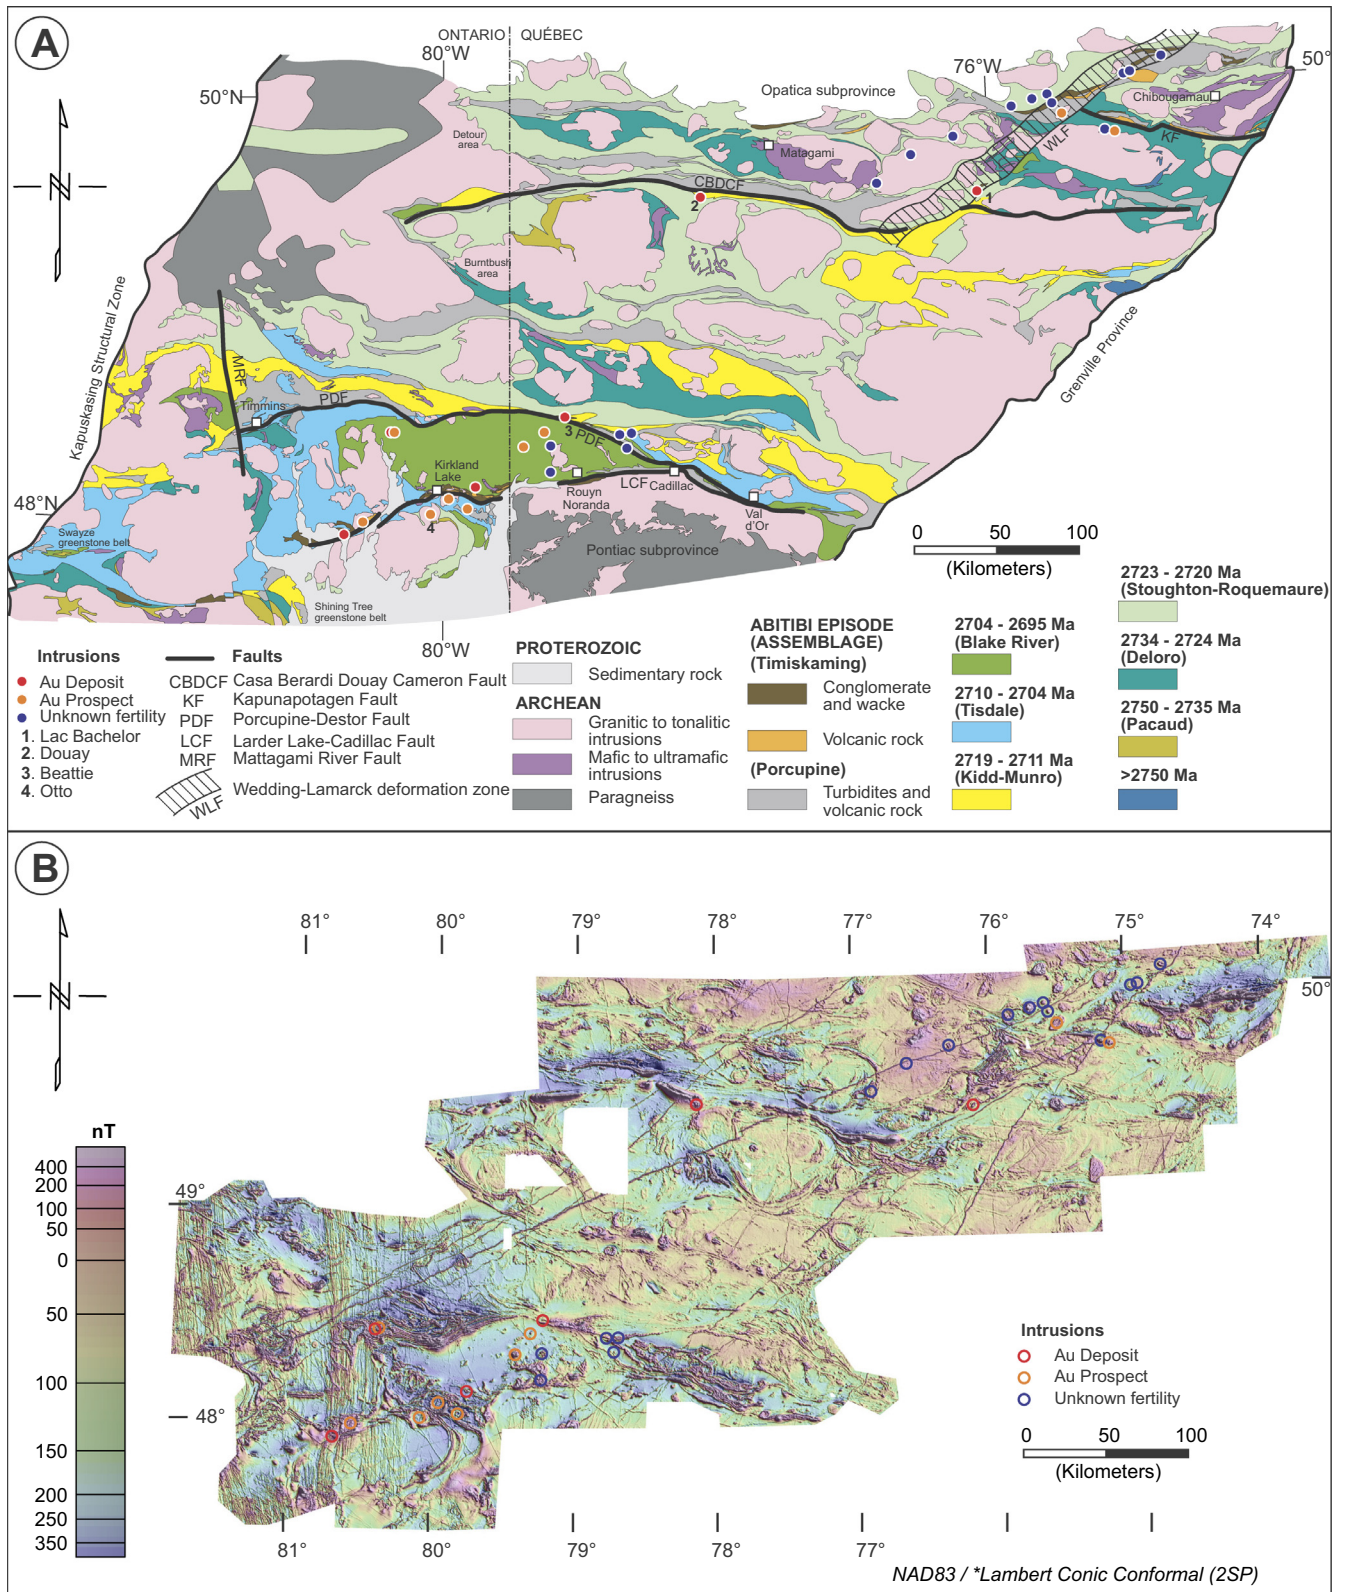 A
ONTARIO
QUÉBEC
80°W
76°W
50°
50°N
Opatica subprovince
Chibougamau
Detour
area
Matagami
WLF
KF
CBDCF
1
2
Burntbush
area
Kapuskasing Structural Zone
Grenville Province
MRF
Timmins
PDF
3
PDF
Kirkland
Lake
LCF
Cadillac
Rouyn
Noranda
Val
d'Or
48°N
4
Swayze
greenstone belt
Pontiac subprovince
Shining Tree
greenstone belt
80°W
0
50
100
(Kilometers)
Intrusions
Au Deposit
Au Prospect
Unknown fertility
1. Lac Bachelor
2. Douay
3. Beattie
4. Otto
Faults
CBDCF Casa Berardi Douay Cameron Fault
KF Kapunapotagen Fault
PDF Porcupine-Destor Fault
LCF Larder Lake-Cadillac Fault
MRF Mattagami River Fault
WLF Wedding-Lamarck deformation zone
PROTEROZOIC
Sedimentary rock
ARCHEAN
Granitic to tonalitic
intrusions
Mafic to ultramafic
intrusions
Paragneiss
ABITIBI EPISODE
(ASSEMBLAGE)
(Timiskaming)
Conglomerate
and wacke
Volcanic rock
(Porcupine)
Turbidites and
volcanic rock
2704 - 2695 Ma
(Blake River)
2710 - 2704 Ma
(Tisdale)
2719 - 2711 Ma
(Kidd-Munro)
2723 - 2720 Ma
(Stoughton-Roquemaure)
2734 - 2724 Ma
(Deloro)
2750 - 2735 Ma
(Pacaud)
>2750 Ma
B
81°
80°
79°
78°
77°
76°
75°
74°
50°
49°
48°
nT
400
200
100
50
0
50
100
150
200
250
350
Intrusions
Au Deposit
Au Prospect
Unknown fertility
0
50
100
(Kilometers)
81°
80°
79°
78°
77°
NAD83 / *Lambert Conic Conformal (2SP)